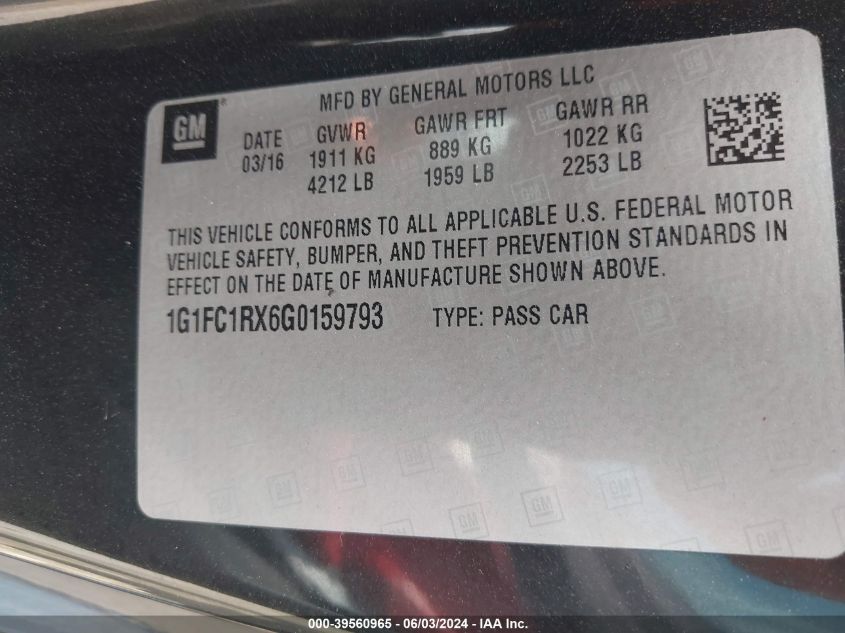 GM
MFD BY GENERAL MOTORS LLC
DATE GVWR GAWR FRT GAWR RR
03/16 1911 KG 889 KG 1022 KG
4212 LB 1959 LB 2253 LB
THIS VEHICLE CONFORMS TO ALL APPLICABLE U.S. FEDERAL MOTOR
VEHICLE SAFETY, BUMPER, AND THEFT PREVENTION STANDARDS IN
EFFECT ON THE DATE OF MANUFACTURE SHOWN ABOVE.
1G1FC1RX6G0159793 TYPE: PASS CAR
000-39560965 - 06/03/2024 - IAA Inc.